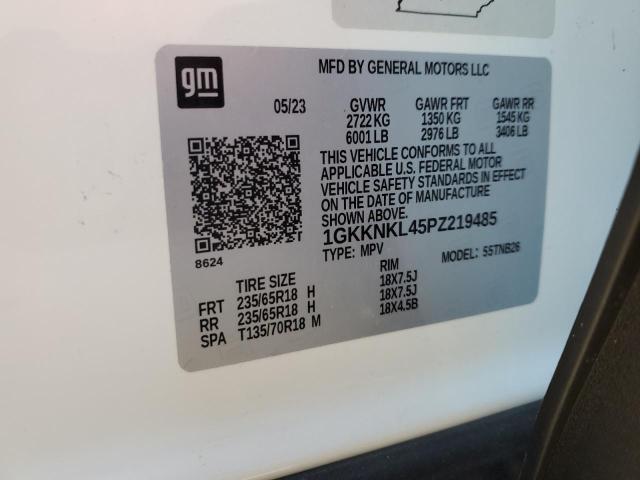 gm
MFD BY GENERAL MOTORS LLC
05/23 GVWR GAWR FRT GAWR RR
2722 KG 1350 KG 1545 KG
6001 LB 2976 LB 3406 LB
THIS VEHICLE CONFORMS TO ALL
APPLICABLE U.S. FEDERAL MOTOR
VEHICLE SAFETY STANDARDS IN EFFECT
ON THE DATE OF MANUFACTURE
SHOWN ABOVE.
1GKKNKL45PZ219485
8624 TYPE: MPV MODEL: 55TNB26
TIRE SIZE RIM
FRT 235/65R18 H 18X7.5J
RR 235/65R18 H 18X7.5J
SPA T135/70R18 M 18X4.5B